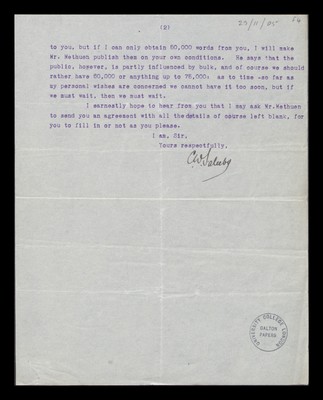 (2)
23/11/05
to you, but if I can only obtain 50,000 words from you, I will make
Mr. Methuen publish them on your own conditions. He says that the
public, however, is partly influenced by bulk, and of course we should
rather have 60,000 or anything up to 75,000: as to time -so far as
my personal wishes are concerned we cannot have it too soon, but if
we must wait, then we must wait.
I earnestly hope to hear from you that I may ask Mr.Methuen
to send you an agreement with all the details of course left blank, for
you to fill in or not as you please.
I am, Sir,
Yours respectfully,
C.W. Saleeby
UNIVERSITY COLLEGE LONDON
GALTON
PAPERS